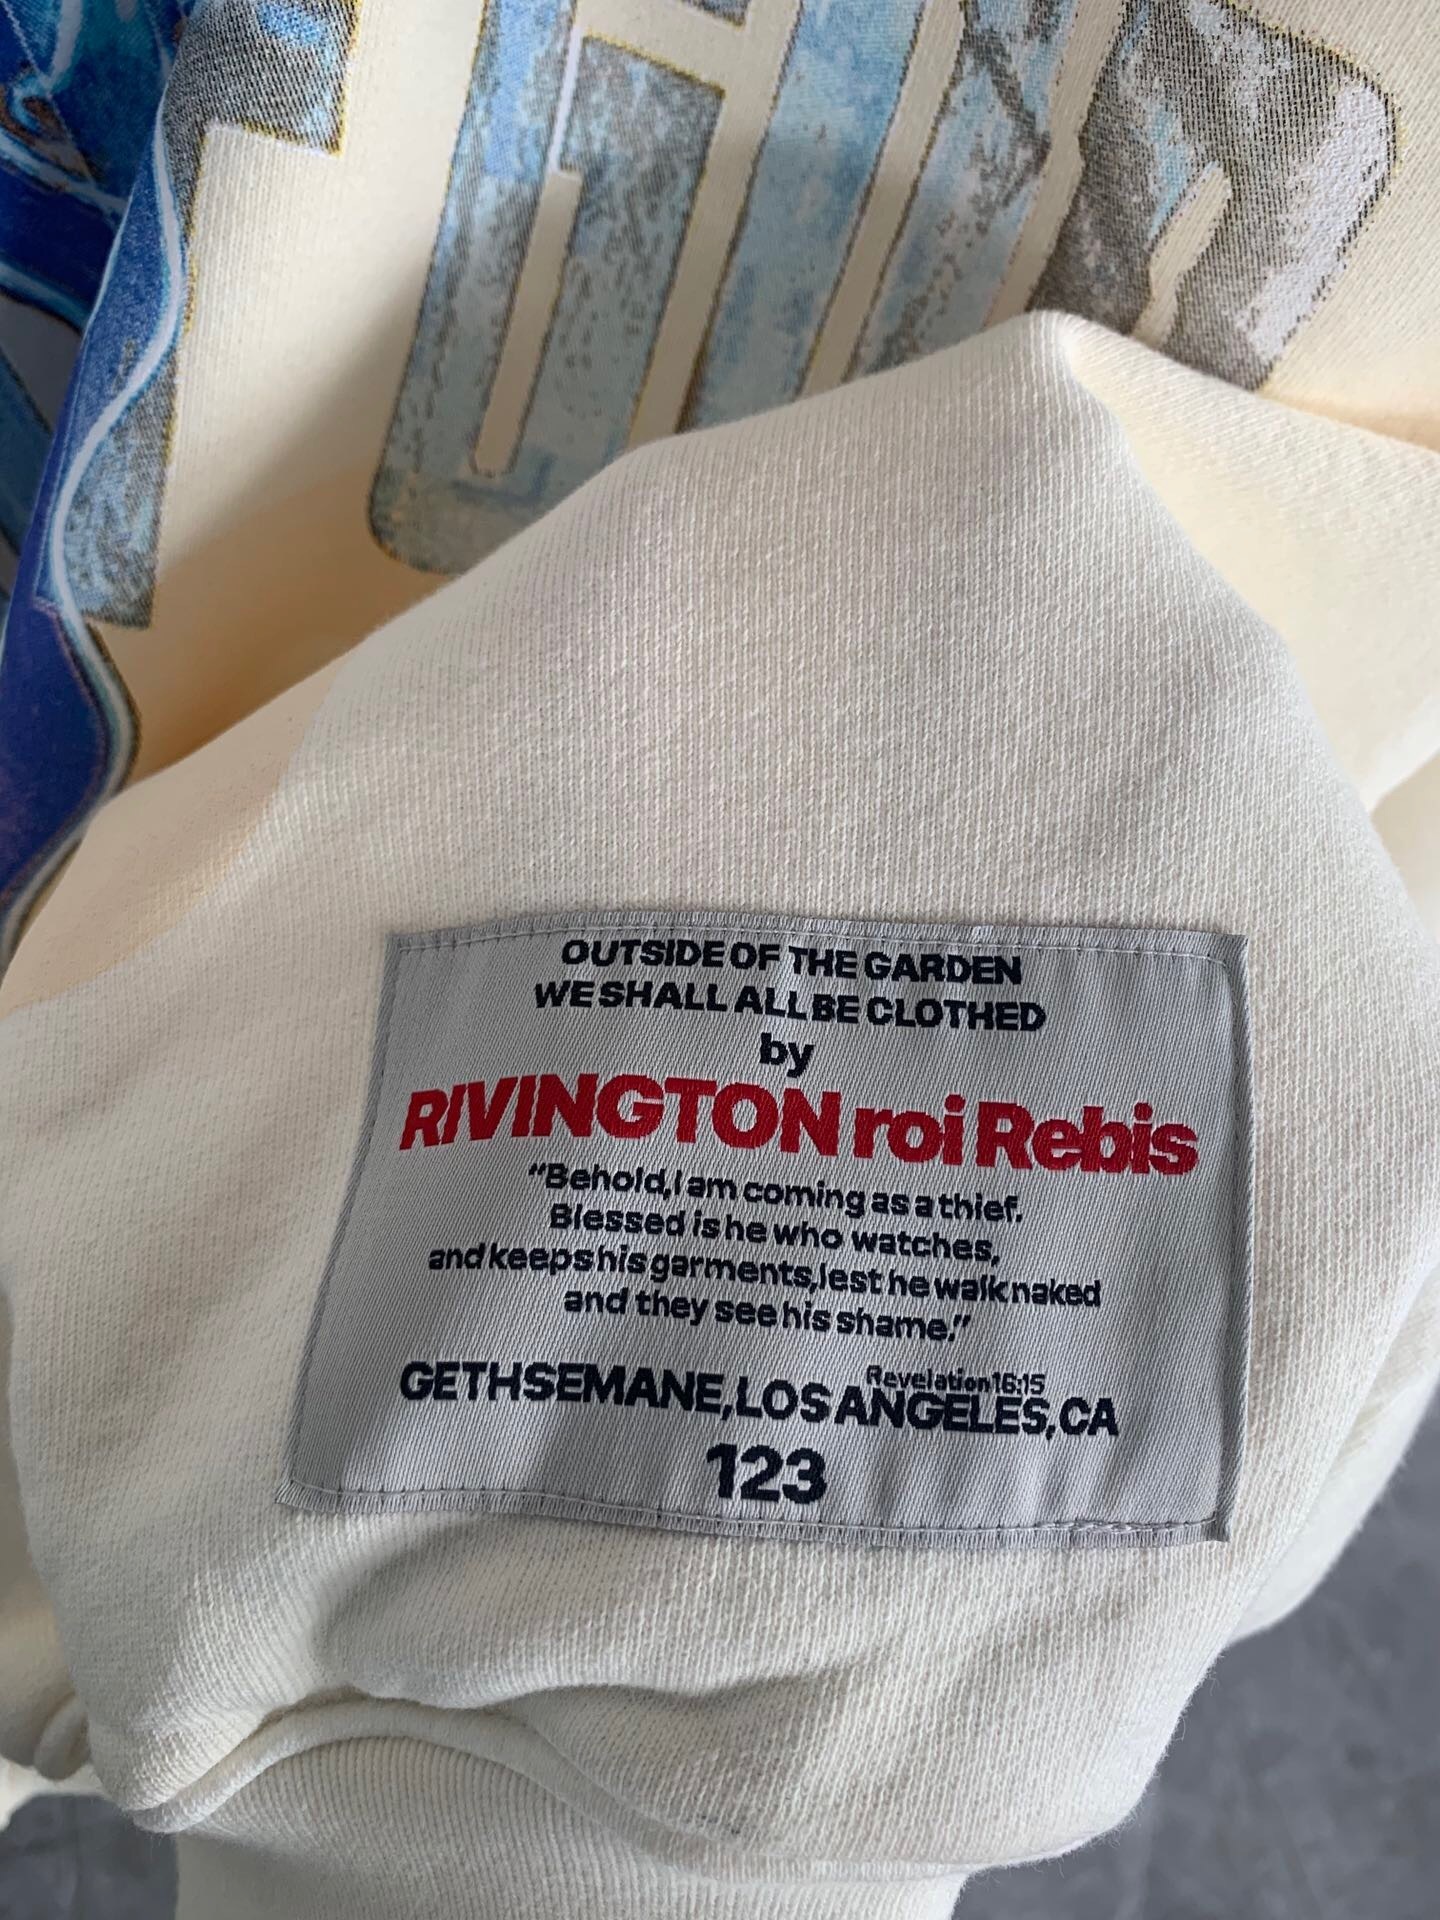 OUTSIDE OF THE GARDEN
WE SHALL ALL BE CLOTHED
by
RIVINGTON roi Rebis
“Behold, I am coming as a thief.
Blessed is he who watches,
and keeps his garments, lest he walk naked
and they see his shame.”
Revelation 16:15
GETHSEMANE, LOS ANGELES, CA
123